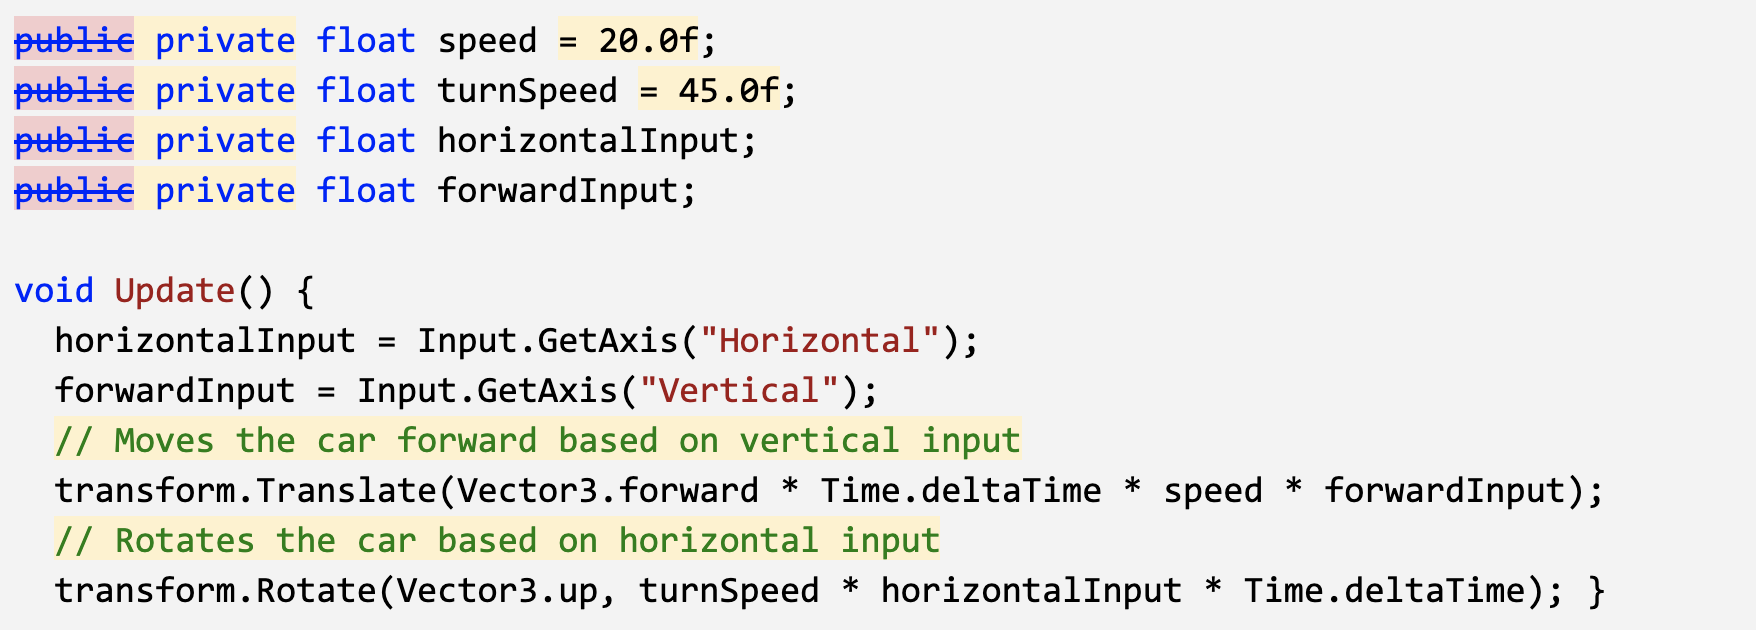 public private float speed = 20.0f;
public private float turnSpeed = 45.0f;
public private float horizontalInput;
public private float forwardInput;

void Update() {
  horizontalInput = Input.GetAxis("Horizontal");
  forwardInput = Input.GetAxis("Vertical");
  // Moves the car forward based on vertical input
  transform.Translate(Vector3.forward * Time.deltaTime * speed * forwardInput);
  // Rotates the car based on horizontal input
  transform.Rotate(Vector3.up, turnSpeed * horizontalInput * Time.deltaTime); }